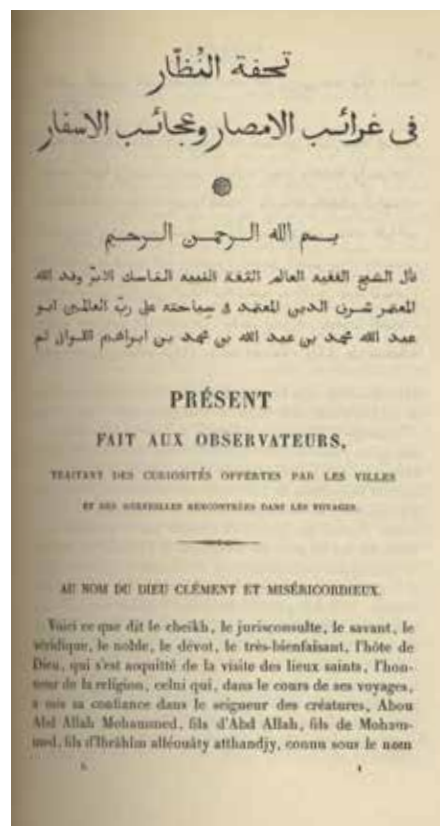 تحفة النُظّار
فى غرائب الامصار وعجائب الاسفار
بسم الله الرحمن الرحيم
قال الشيخ الفقيه العالم الثقة النبيه الناسك الابرّ وفد الله
المعتمر شرف الدين المعتمد فى سياحته على ربّ العالمين ابو
عبد الله محمد بن عبد الله بن محمد بن ابراهيم اللواتى ثم
PRÉSENT
FAIT AUX OBSERVATEURS,
TRAITANT DES CURIOSITÉS OFFERTES PAR LES VILLES
ET DES MERVEILLES RENCONTRÉES DANS LES VOYAGES.
AU NOM DU DIEU CLÉMENT ET MISÉRICORDIEUX.
Voici ce que dit le cheïkh, le jurisconsulte, le savant, le
véridique, le noble, le dévot, le très-bienfaisant, l'hôte de
Dieu, qui s'est acquitté de la visite des lieux saints, l'hon-
neur de la religion, celui qui, dans le cours de ses voyages,
a mis sa confiance dans le seigneur des créatures, Abou
Abd Allah Mohammed, fils d'Abd Allah, fils de Moham-
med, fils d'Ibrâhîm alléouâty atthandjy, connu sous le nom